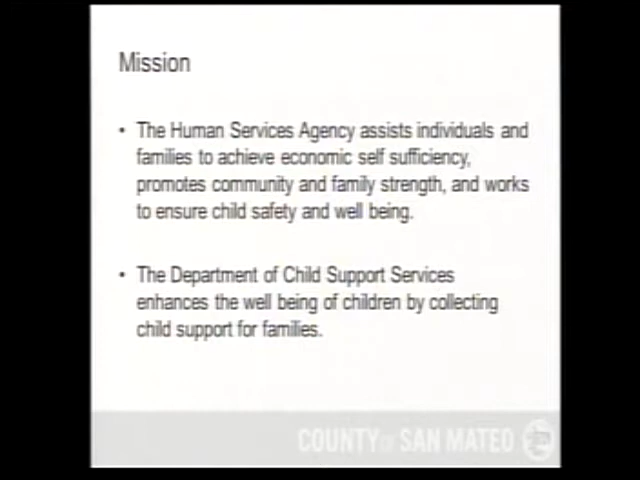 Mission
• The Human Services Agency assists individuals and
families to achieve economic self sufficiency,
promotes community and family strength, and works
to ensure child safety and well being.
• The Department of Child Support Services
enhances the well being of children by collecting
child support for families.
COUNTY OF SAN MATEO